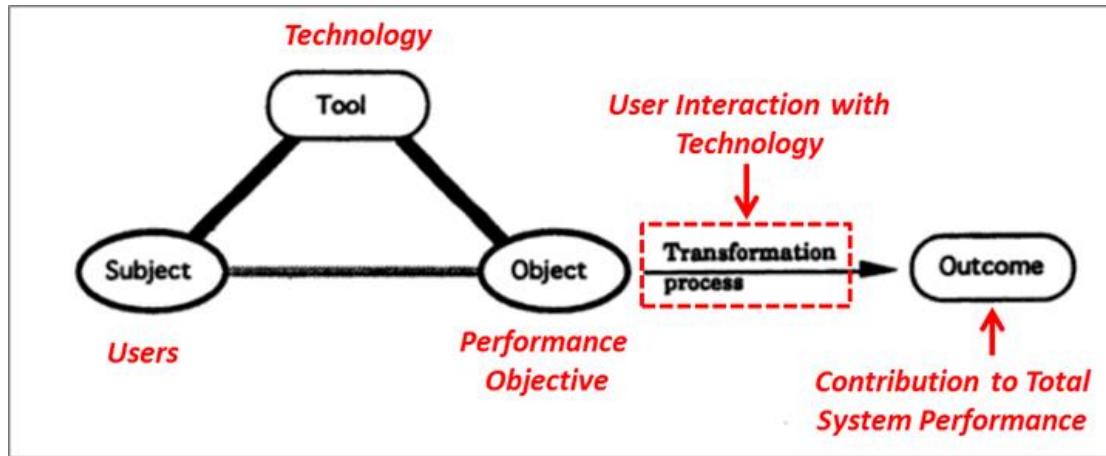 Technology
Tool
User Interaction with
Technology
Subject
Object
Transformation
process
Outcome
Users
Performance
Objective
Contribution to Total
System Performance